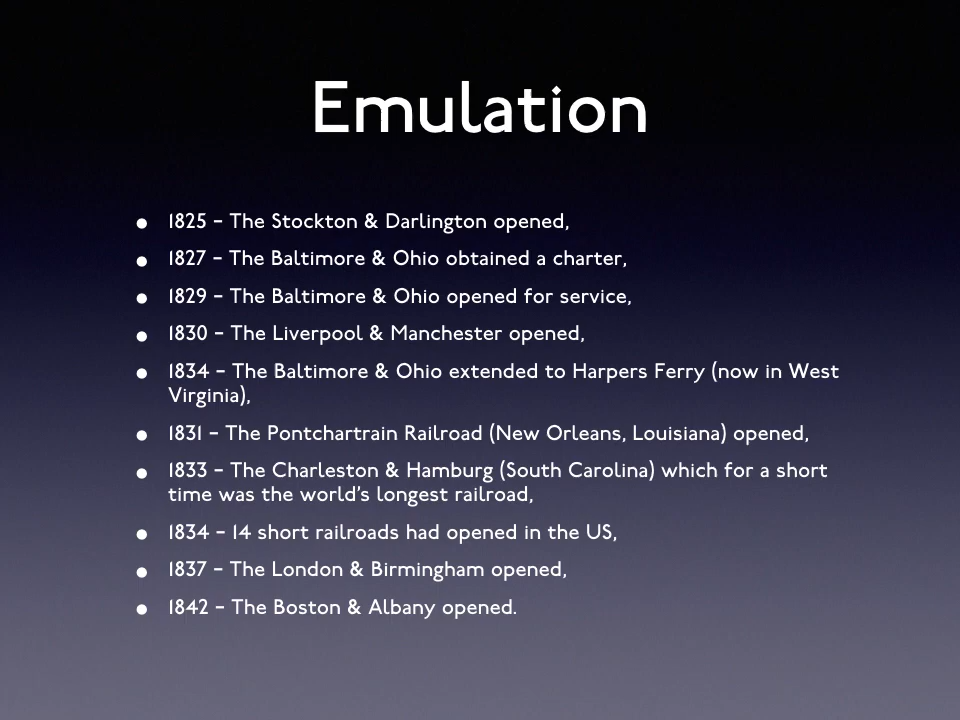 Emulation
• 1825 – The Stockton & Darlington opened,
• 1827 – The Baltimore & Ohio obtained a charter,
• 1829 – The Baltimore & Ohio opened for service,
• 1830 – The Liverpool & Manchester opened,
• 1834 – The Baltimore & Ohio extended to Harpers Ferry (now in West
Virginia),
• 1831 – The Pontchartrain Railroad (New Orleans, Louisiana) opened,
• 1833 – The Charleston & Hamburg (South Carolina) which for a short
time was the world’s longest railroad,
• 1834 – 14 short railroads had opened in the US,
• 1837 – The London & Birmingham opened,
• 1842 – The Boston & Albany opened.